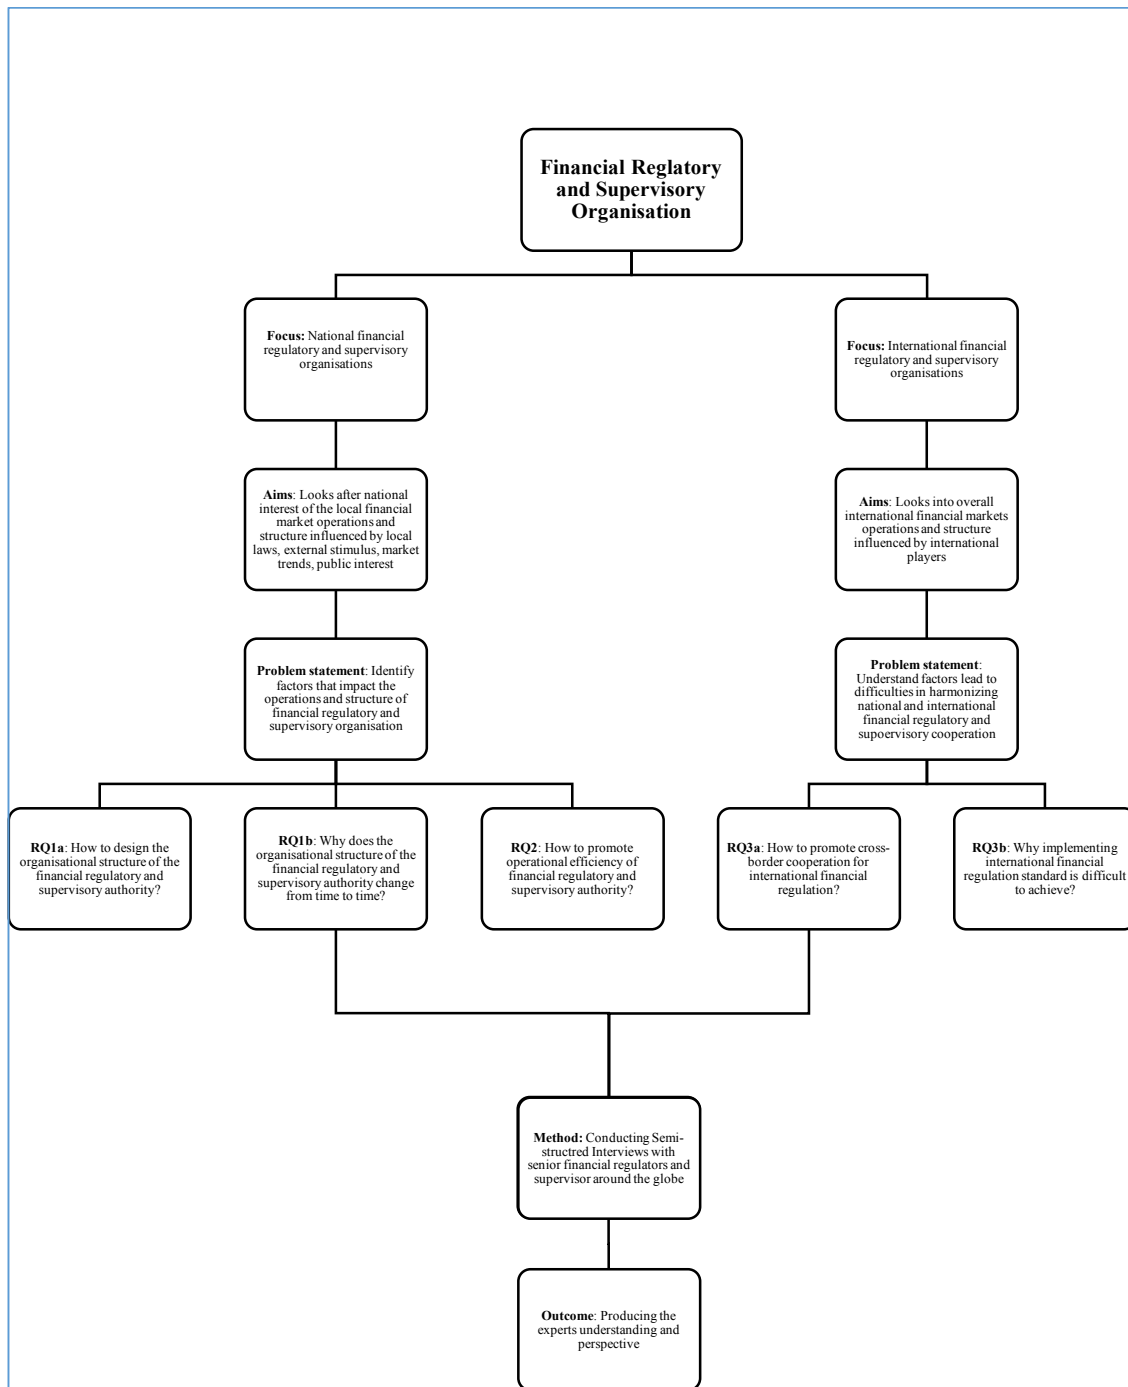 Financial Reglatory
and Supervisory
Organisation
Focus: National financial
regulatory and supervisory
organisations
Focus: International financial
regulatory and supervisory
organisations
Aims: Looks after national
interest of the local financial
market operations and
structure influenced by local
laws, external stimulus, market
trends, public interest
Aims: Looks into overall
international financial markets
operations and structure
influenced by international
players
Problem statement: Identify
factors that impact the
operations and structure of
financial regulatory and
supervisory organisation
Problem statement:
Understand factors lead to
difficulties in harmonizing
national and international
financial regulatory and
supoervisory cooperation
RQ1a: How to design the
organisational structure of the
financial regulatory and
supervisory authority?
RQ1b: Why does the
organisational structure of the
financial regulatory and
supervisory authority change
from time to time?
RQ2: How to promote
operational efficiency of
financial regulatory and
supervisory authority?
RQ3a: How to promote cross-
border cooperation for
international financial
regulation?
RQ3b: Why implementing
international financial
regulation standard is difficult
to achieve?
Method: Conducting Semi-
structred Interviews with
senior financial regulators and
supervisor around the globe
Outcome: Producing the
experts understanding and
perspective